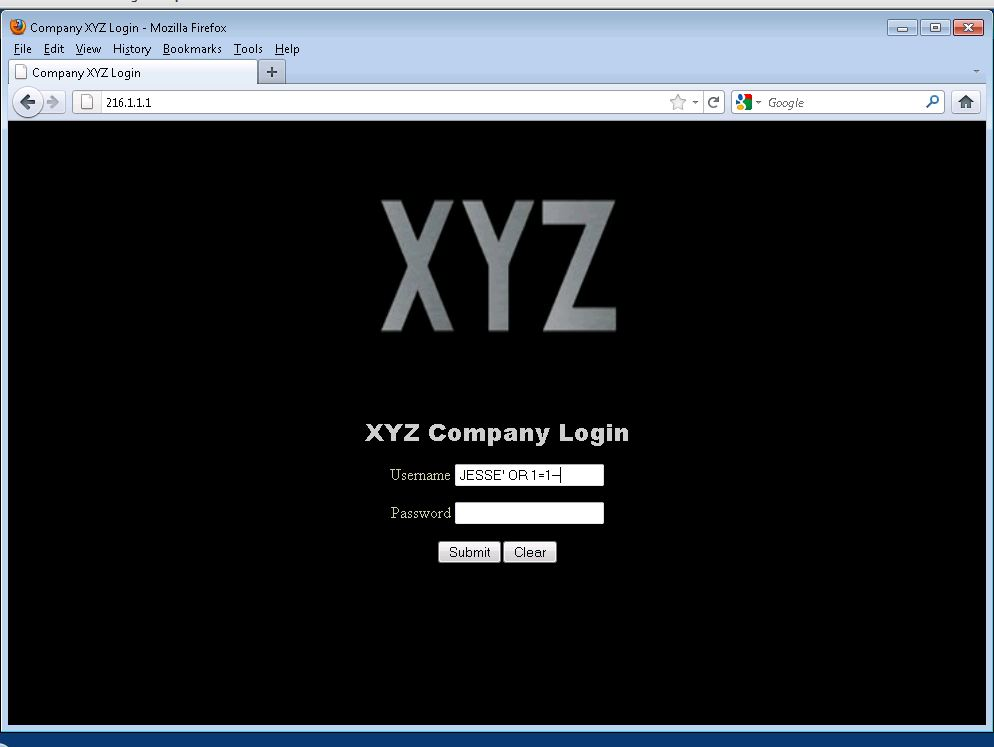 Company XYZ Login - Mozilla Firefox
File Edit View History Bookmarks Tools Help
Company XYZ Login
216.1.1.1 Google
XYZ
XYZ Company Login
Username JESSE' OR 1=1--
Password
Submit Clear